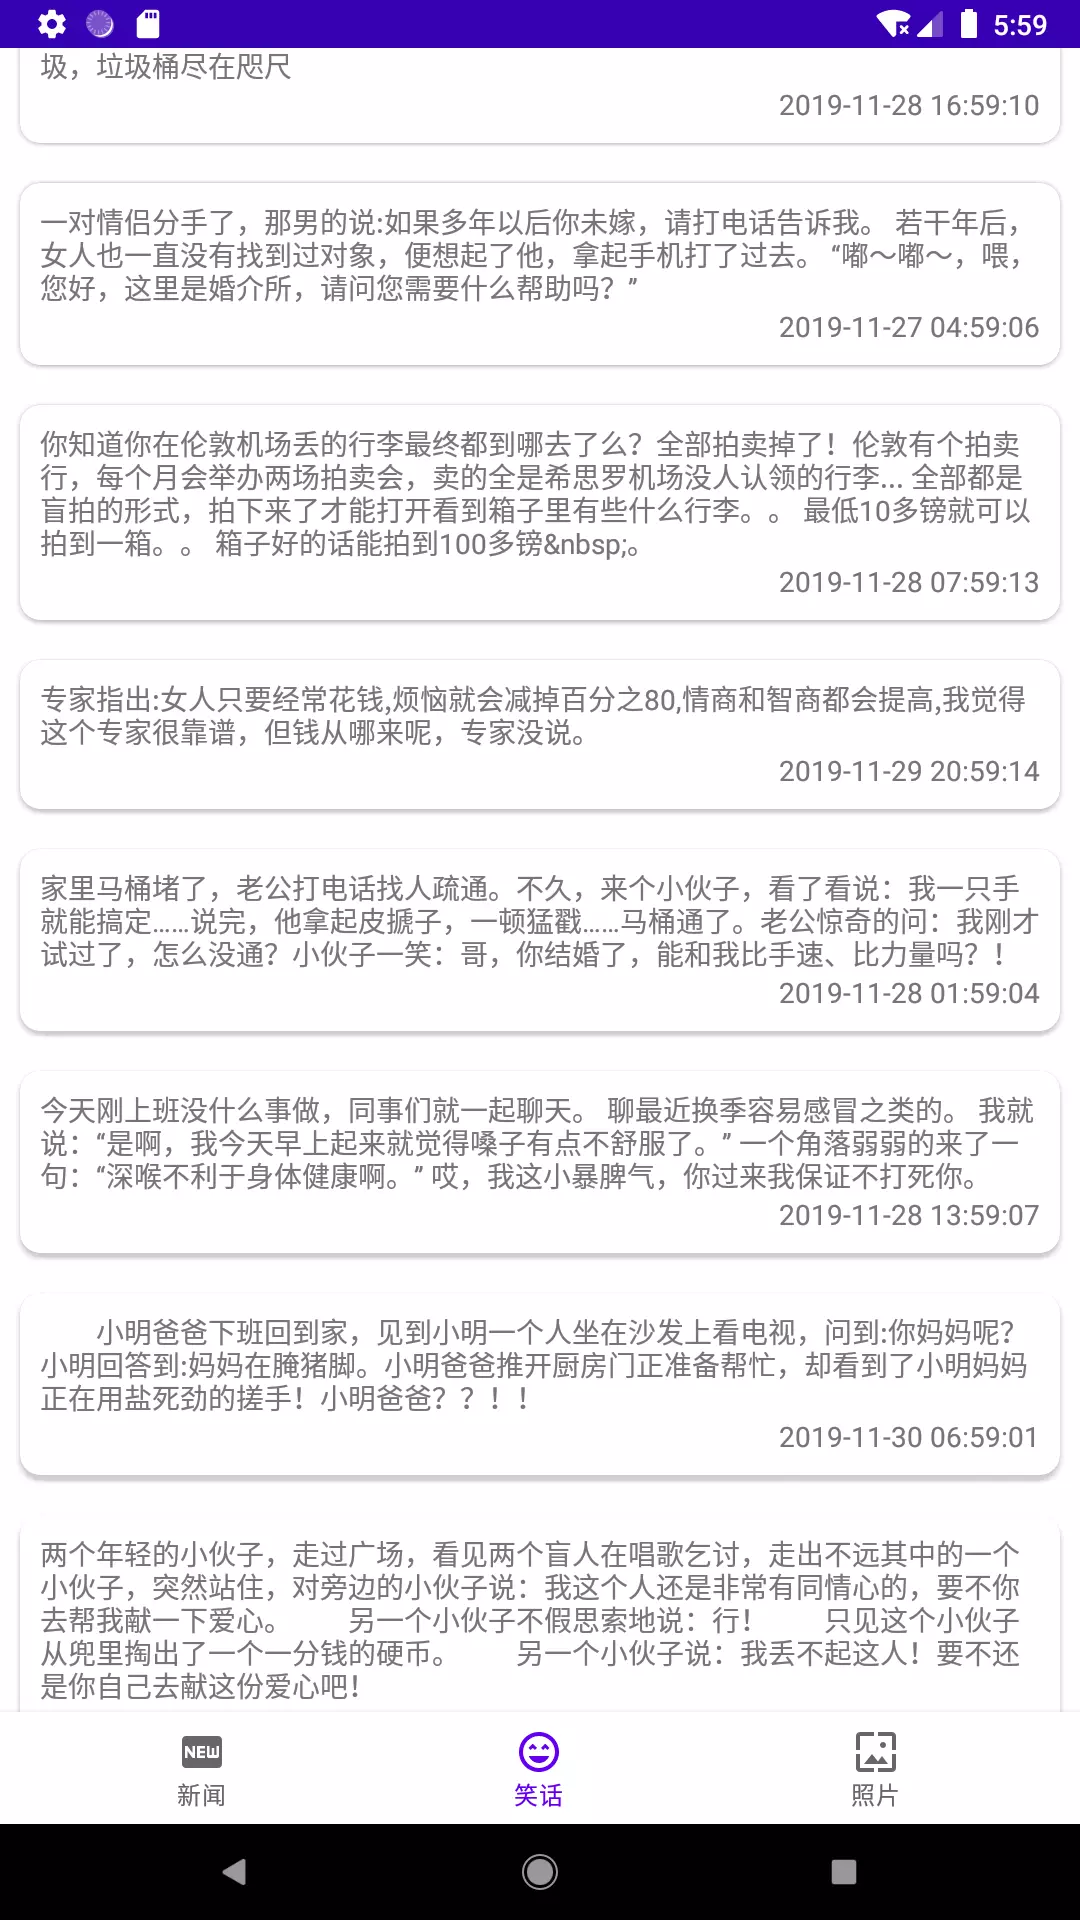 5:59
圾，垃圾桶尽在咫尺
2019-11-28 16:59:10
一对情侣分手了，那男的说:如果多年以后你未嫁，请打电话告诉我。 若干年后，
女人也一直没有找到过对象，便想起了他，拿起手机打了过去。 “嘟～嘟～，喂，
您好，这里是婚介所，请问您需要什么帮助吗？”
2019-11-27 04:59:06
你知道你在伦敦机场丢的行李最终都到哪去了么？全部拍卖掉了！伦敦有个拍卖
行，每个月会举办两场拍卖会，卖的全是希思罗机场没人认领的行李... 全部都是
盲拍的形式，拍下来了才能打开看到箱子里有些什么行李。。 最低10多镑就可以
拍到一箱。。 箱子好的话能拍到100多镑&nbsp;。
2019-11-28 07:59:13
专家指出:女人只要经常花钱,烦恼就会减掉百分之80,情商和智商都会提高,我觉得
这个专家很靠谱，但钱从哪来呢，专家没说。
2019-11-29 20:59:14
家里马桶堵了，老公打电话找人疏通。不久，来个小伙子，看了看说：我一只手
就能搞定……说完，他拿起皮搋子，一顿猛戳……马桶通了。老公惊奇的问：我刚才
试过了，怎么没通？小伙子一笑：哥，你结婚了，能和我比手速、比力量吗？！
2019-11-28 01:59:04
今天刚上班没什么事做，同事们就一起聊天。 聊最近换季容易感冒之类的。 我就
说：“是啊，我今天早上起来就觉得嗓子有点不舒服了。” 一个角落弱弱的来了一
句：“深喉不利于身体健康啊。” 哎，我这小暴脾气，你过来我保证不打死你。
2019-11-28 13:59:07
小明爸爸下班回到家，见到小明一个人坐在沙发上看电视，问到:你妈妈呢？
小明回答到:妈妈在腌猪脚。小明爸爸推开厨房门正准备帮忙，却看到了小明妈妈
正在用盐死劲的搓手！小明爸爸？？！！
2019-11-30 06:59:01
两个年轻的小伙子，走过广场，看见两个盲人在唱歌乞讨，走出不远其中的一个
小伙子，突然站住，对旁边的小伙子说：我这个人还是非常有同情心的，要不你
去帮我献一下爱心。　　另一个小伙子不假思索地说：行！　　只见这个小伙子
从兜里掏出了一个一分钱的硬币。　　另一个小伙子说：我丢不起这人！要不还
是你自己去献这份爱心吧！
NEW
新闻
笑话
照片